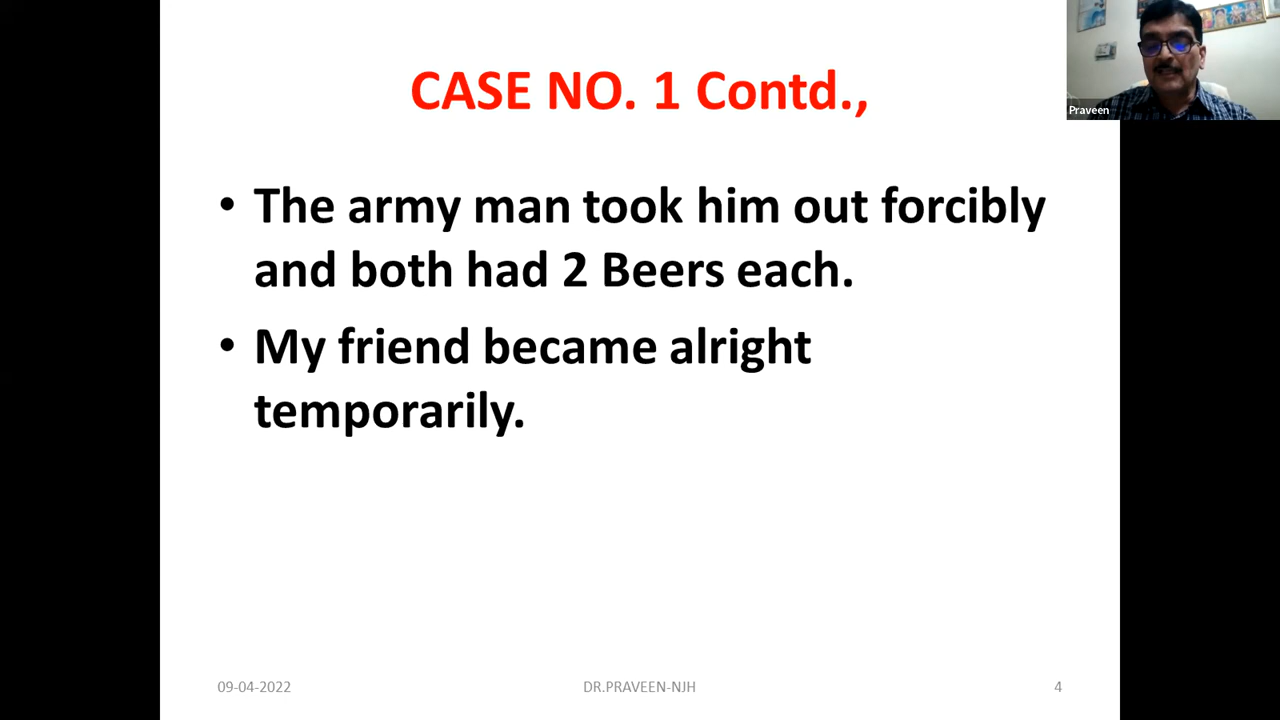 CASE NO. 1 Contd.,
Praveen
• The army man took him out forcibly
and both had 2 Beers each.
• My friend became alright
temporarily.
09-04-2022
DR.PRAVEEN-NJH
4